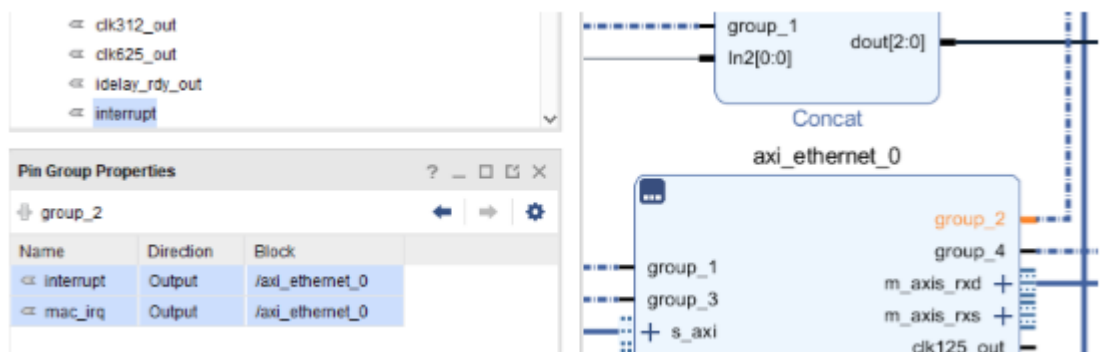 clk312_out
clk625_out
idelay_rdy_out
interrupt
Pin Group Properties
?
group_2
Name Direction Block
interrupt Output /axi_ethernet_0
mac_irq Output /axi_ethernet_0
group_1
dout[2:0]
In2[0:0]
Concat
axi_ethernet_0
group_2
group_4
group_1
m_axis_rxd
group_3
m_axis_rxs
s_axi
clk125_out